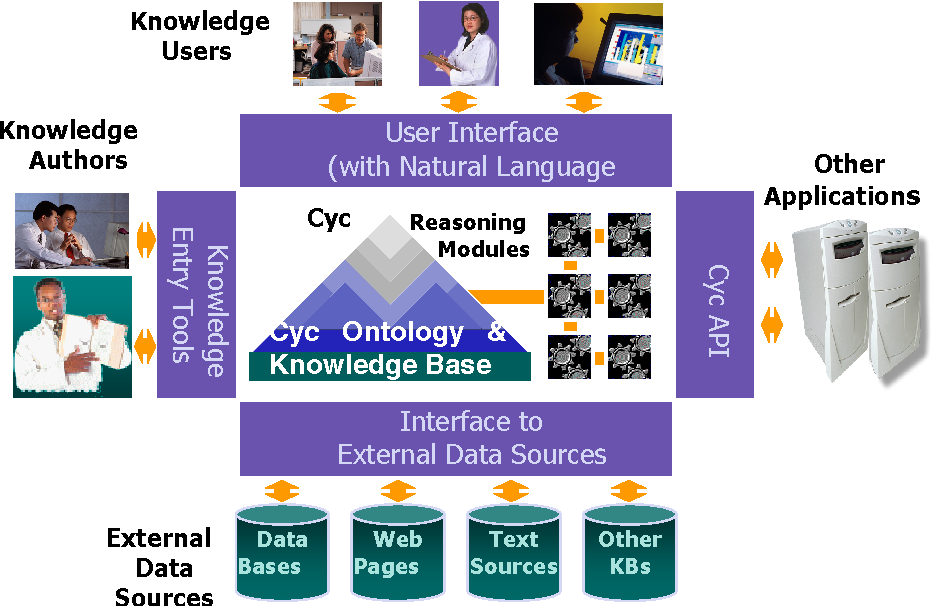 Knowledge
Users
Knowledge
Authors
User Interface
(with Natural Language
Other
Applications
Knowledge
Entry Tools
Cyc
Reasoning
Modules
Cyc Ontology &
Knowledge Base
Cyc API
Interface to
External Data Sources
External
Data
Sources
Data
Bases
Web
Pages
Text
Sources
Other
KBs